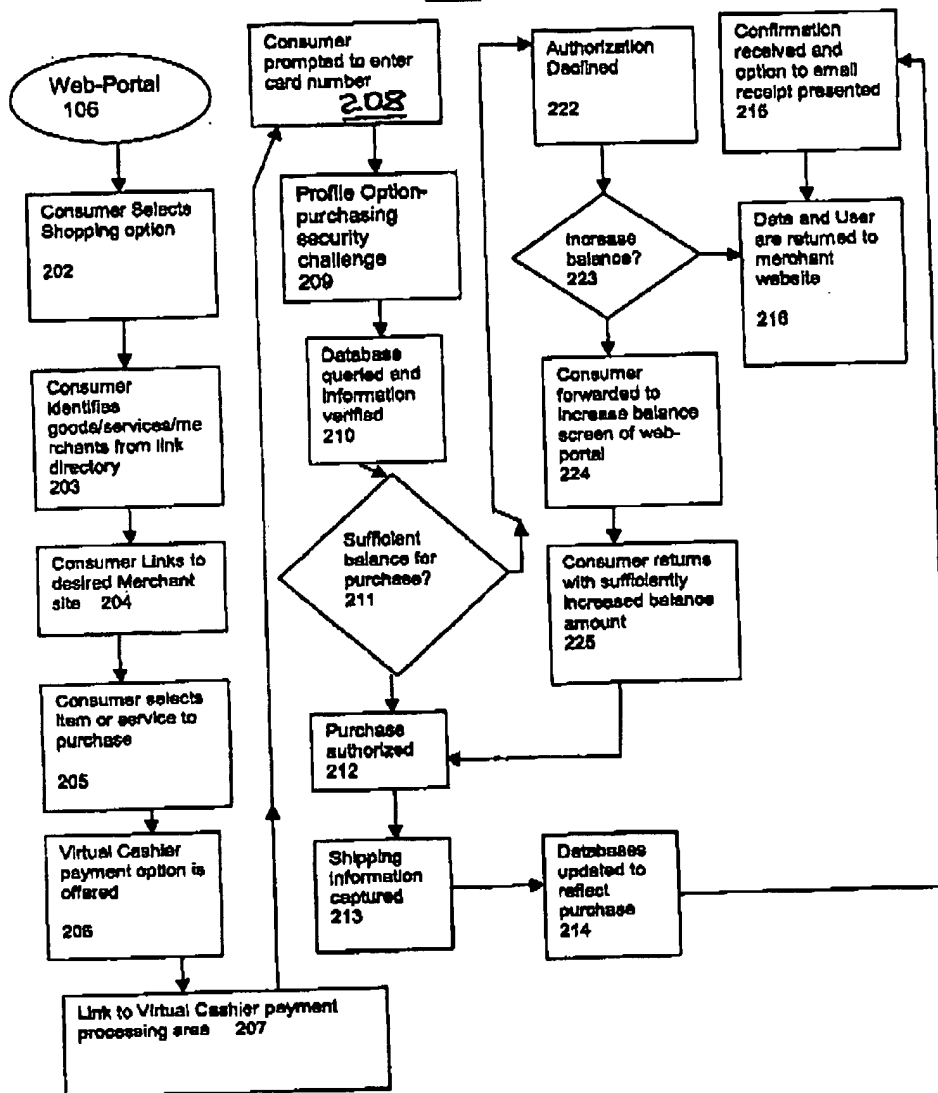 Web-Portal
106
Consumer Selects
Shopping option
202
Consumer
identifies
goods/services/me
rchants from link
directory
203
Consumer Links to
desired Merchant
site 204
Consumer selects
item or service to
purchase
205
Virtual Cashier
payment option is
offered
206
Link to Virtual Cashier payment
processing area 207
Consumer
prompted to enter
card number
208
Profile Option-
purchasing
security
challenge
209
Database
queried and
information
verified
210
Sufficient
balance for
purchase?
211
Purchase
authorized
212
Shipping
information
captured
213
Databases
updated to
reflect
purchase
214
Authorization
Declined
222
Increase
balance?
223
Consumer
forwarded to
increase balance
screen of web-
portal
224
Consumer returns
with sufficiently
increased balance
amount
225
Confirmation
received and
option to email
receipt presented
215
Data and User
are returned to
merchant
website
216